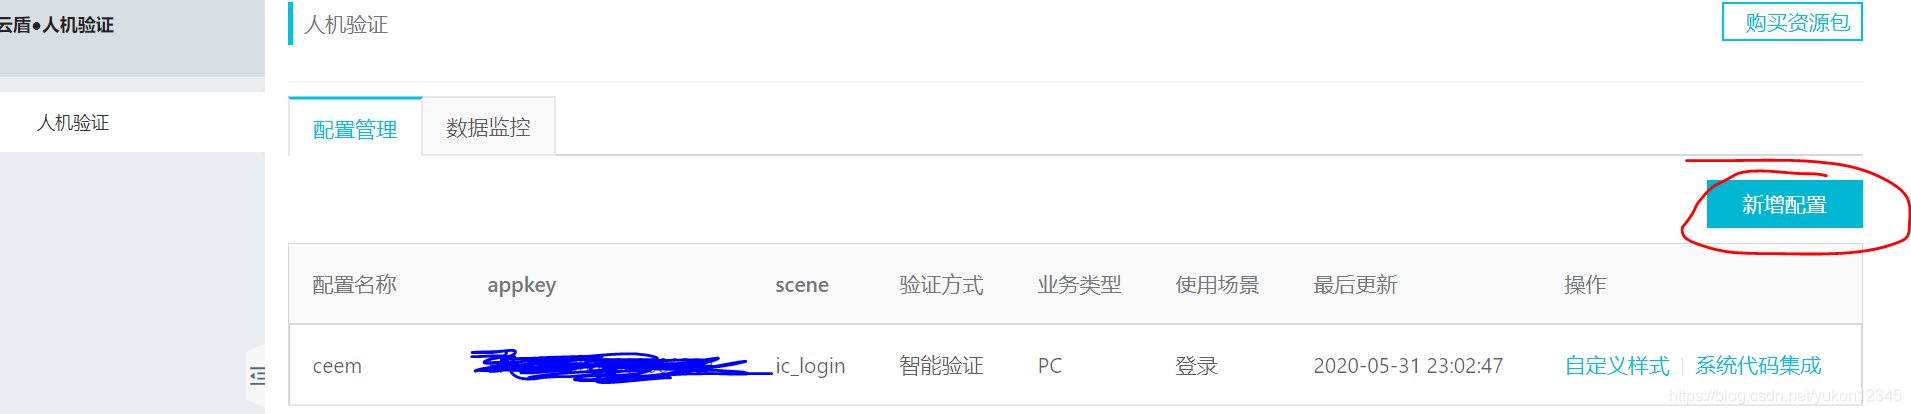 云盾●人机验证
人机验证
购买资源包
人机验证
配置管理 数据监控
新增配置
配置名称 appkey scene 验证方式 业务类型 使用场景 最后更新 操作
ceem ic_login 智能验证 PC 登录 2020-05-31 23:02:47 自定义样式 系统代码集成
https://blog.csdn.net/yukon12345